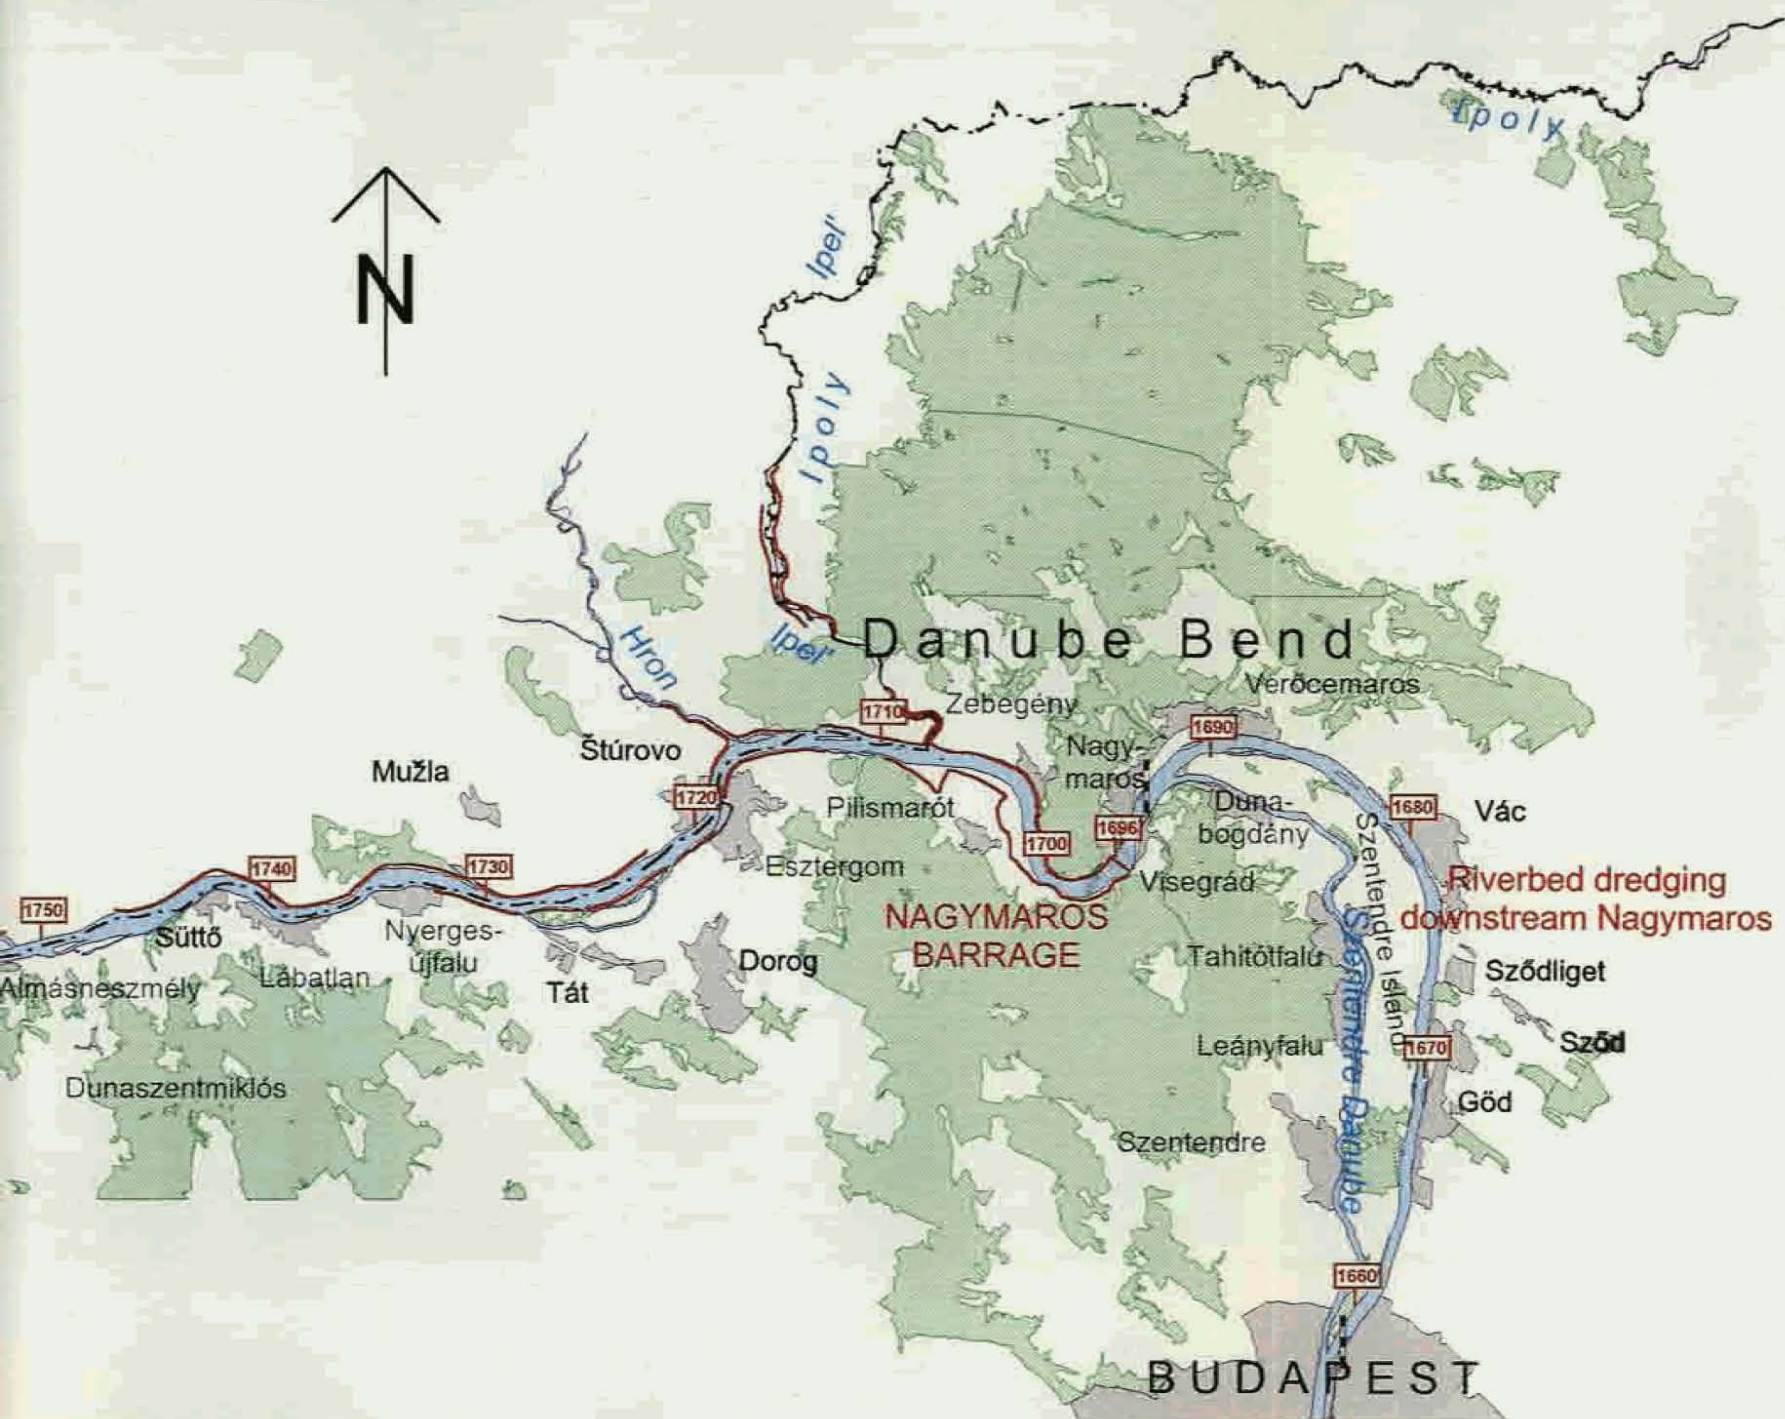 Ipoly
Ipel'
N
Ipoly
Hron
Ipel'
Danube Bend
Verőcemaros
Zebegény
1710
1690
Štúrovo
Nagy-
maros
Mužla
1720
Pilismarót
Duna-
bogdány
1680
Vác
1696
1700
Szentendre Island
1740
1730
Esztergom
Visegrád
Riverbed dredging
downstream Nagymaros
1750
NAGYMAROS
BARRAGE
Süttő
Nyerges-
újfalu
Szentendre Danube
Tahitótfalu
Dorog
Sződliget
Lábatlan
Almásneszmély
Tát
Leányfalu
1670
Sződ
Dunaszentmiklós
Göd
Szentendre
1660
BUDAPEST